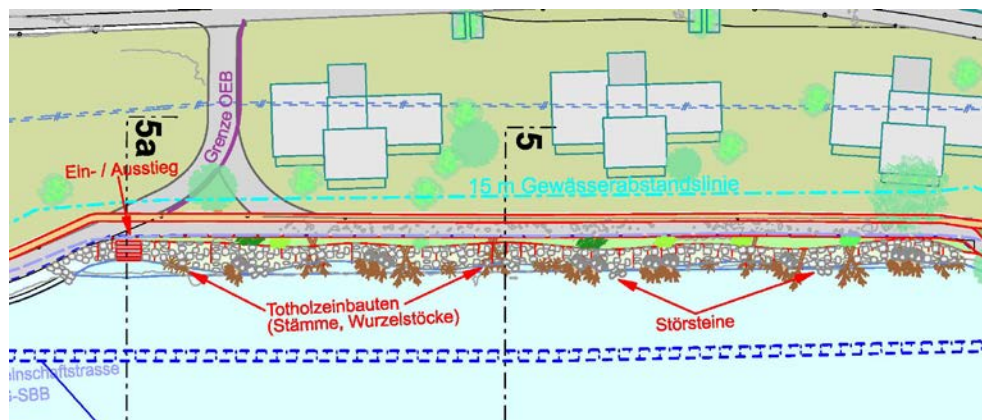 Grenze OEB
5a
5
Ein- / Ausstieg
15 m Gewässerabstandslinie
Totholzeinbauten
(Stämme, Wurzelstöcke)
Störsteine
-SBB